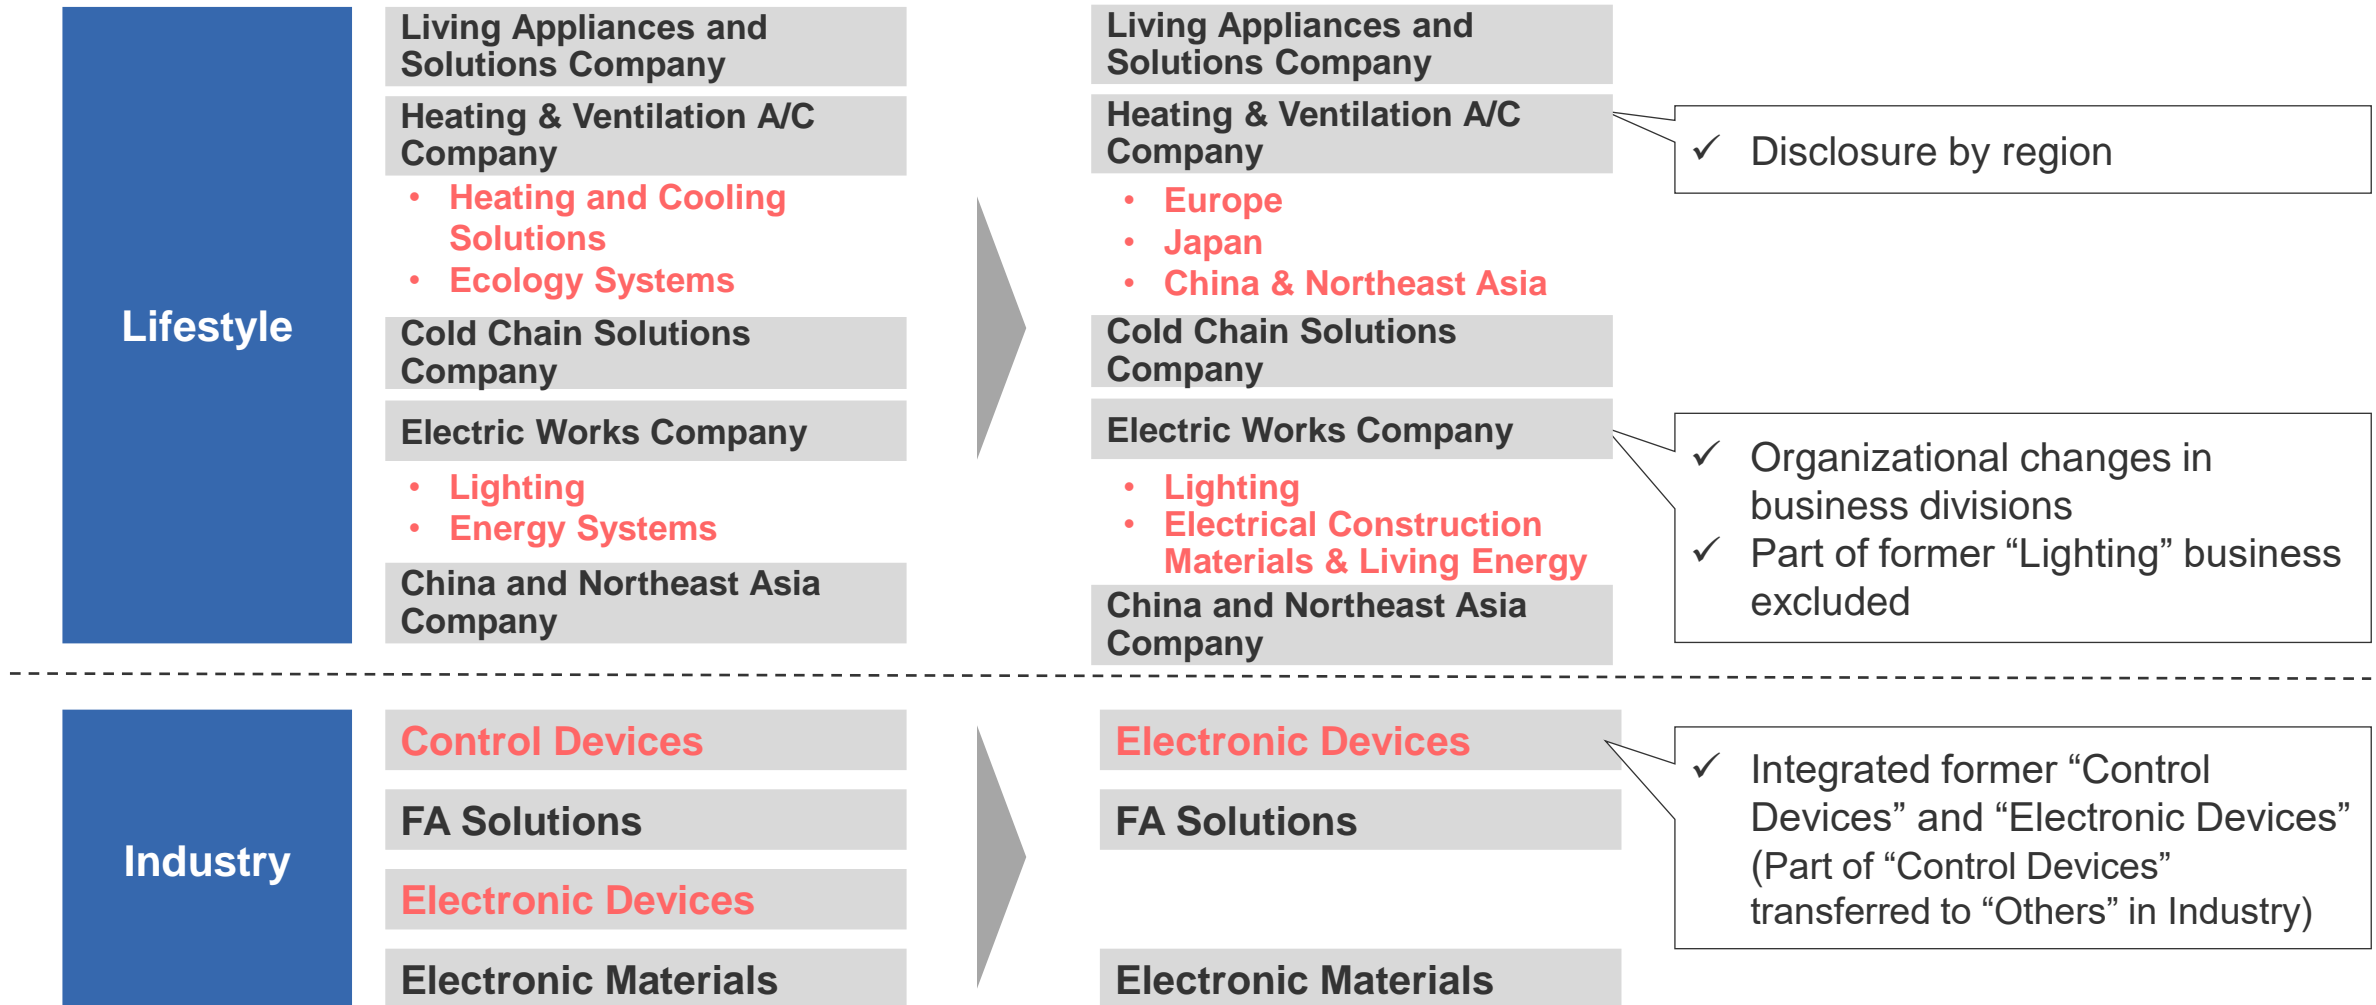 Lifestyle
Living Appliances and
Solutions Company
Heating & Ventilation A/C
Company
• Heating and Cooling
Solutions
• Ecology Systems
Cold Chain Solutions
Company
Electric Works Company
• Lighting
• Energy Systems
China and Northeast Asia
Company
Living Appliances and
Solutions Company
Heating & Ventilation A/C
Company
• Europe
• Japan
• China & Northeast Asia
Cold Chain Solutions
Company
Electric Works Company
• Lighting
• Electrical Construction
Materials & Living Energy
China and Northeast Asia
Company
✓ Disclosure by region
✓ Organizational changes in
business divisions
✓ Part of former “Lighting” business
excluded
Industry
Control Devices
FA Solutions
Electronic Devices
Electronic Materials
Electronic Devices
FA Solutions
Electronic Materials
✓ Integrated former “Control
Devices” and “Electronic Devices”
(Part of “Control Devices”
transferred to “Others” in Industry)